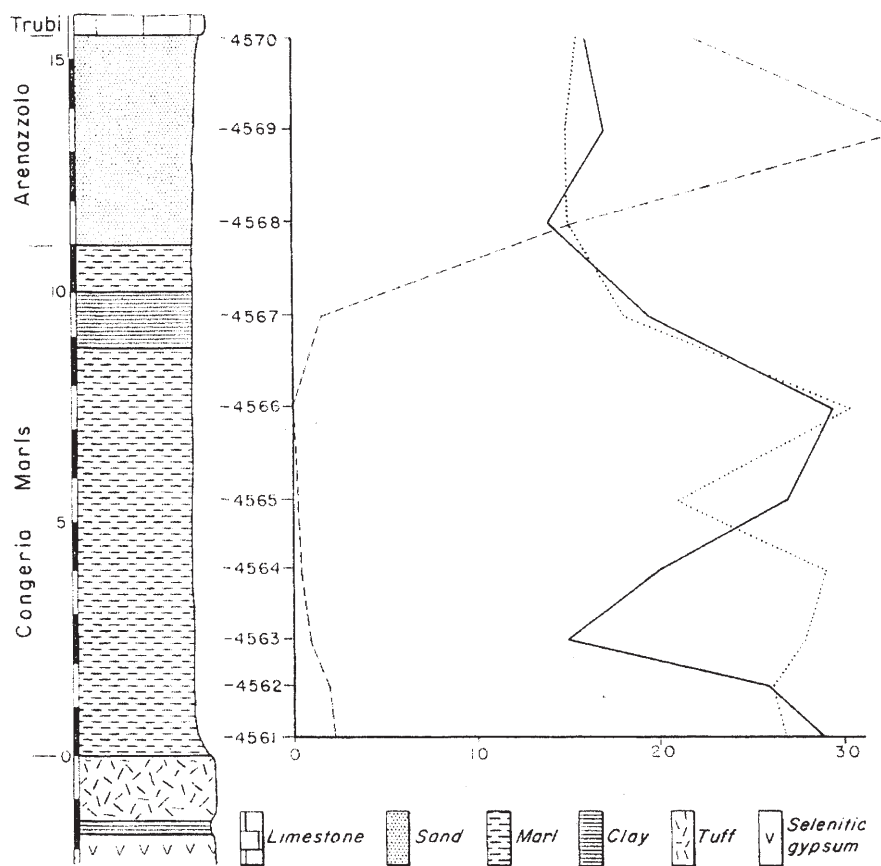 Trubi
15
Arenazzolo
10
Congeria Marls
5
0
-4570
-4569
-4568
-4567
-4566
-4565
-4564
-4563
-4562
-4561
0 10 20 30
Limestone Sand Marl Clay Tuff Selenitic
gypsum